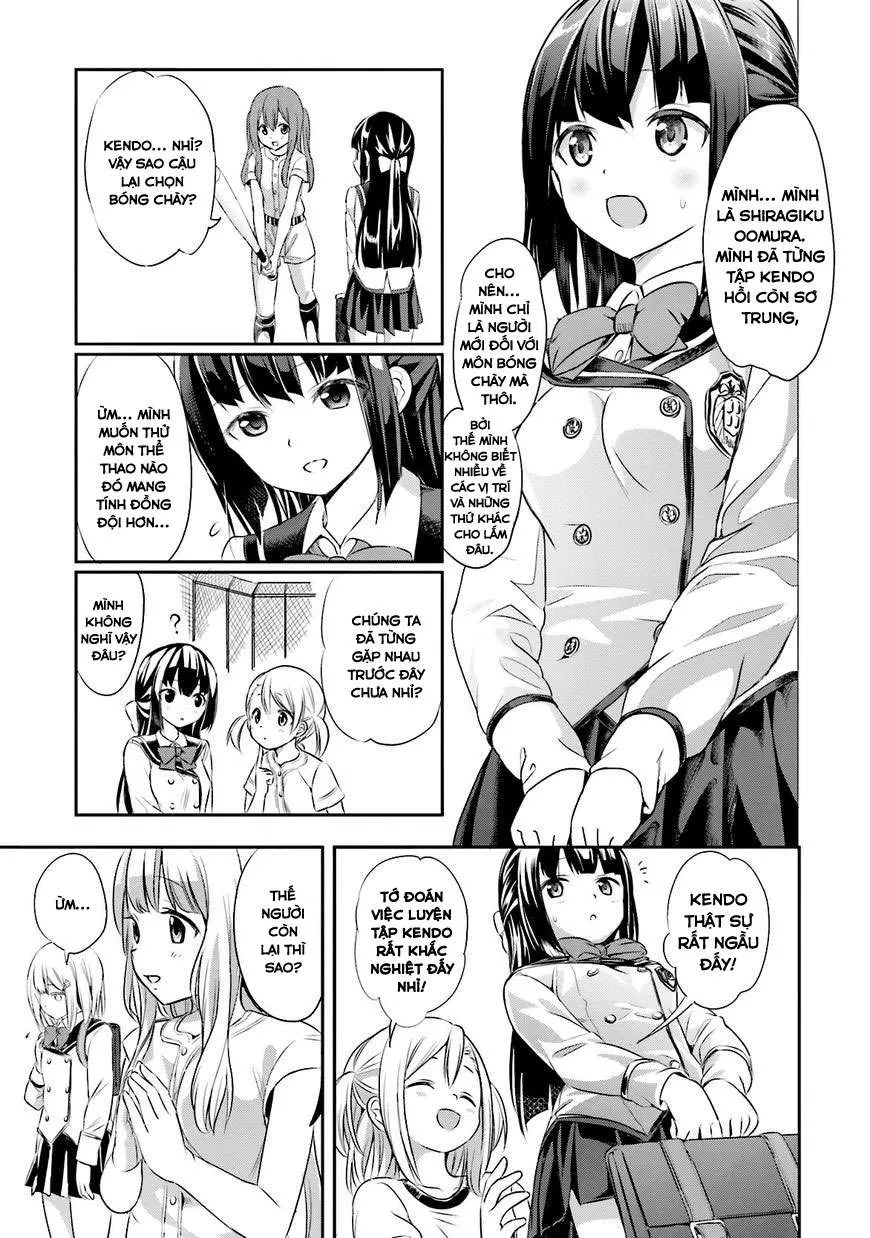 MÌNH... MÌNH
LÀ SHIRAGIKU
OOMURA.
MÌNH ĐÃ TỪNG
TẬP KENDO
HỒI CÒN SƠ
TRUNG,
CHO
NÊN...
MÌNH CHỈ
LÀ NGƯỜI
MỚI ĐỐI VỚI
MÔN BÓNG
CHÀY MÀ
THÔI.
BỞI
THẾ MÌNH
KHÔNG BIẾT
NHIỀU VỀ
CÁC VỊ TRÍ
VÀ NHỮNG
THỨ KHÁC
CHO LẮM
ĐÂU.
KENDO... NHỈ?
VẬY SAO CẬU
LẠI CHỌN
BÓNG CHÀY?
ỪM... MÌNH
MUỐN THỬ
MÔN THỂ
THAO NÀO
ĐÓ MANG
TÍNH ĐỒNG
ĐỘI HƠN...
CHÚNG TA
ĐÃ TỪNG
GẶP NHAU
TRƯỚC ĐÂY
CHƯA NHỈ?
?
MÌNH
KHÔNG
NGHĨ VẬY
ĐÂU?
KENDO
THẬT SỰ
RẤT NGẦU
ĐẤY!
TỚ ĐOÁN
VIỆC LUYỆN
TẬP KENDO
RẤT KHẮC
NGHIỆT ĐẤY
NHỈ!
THẾ
NGƯỜI
CÒN
LẠI THÌ
SAO?
ỪM...